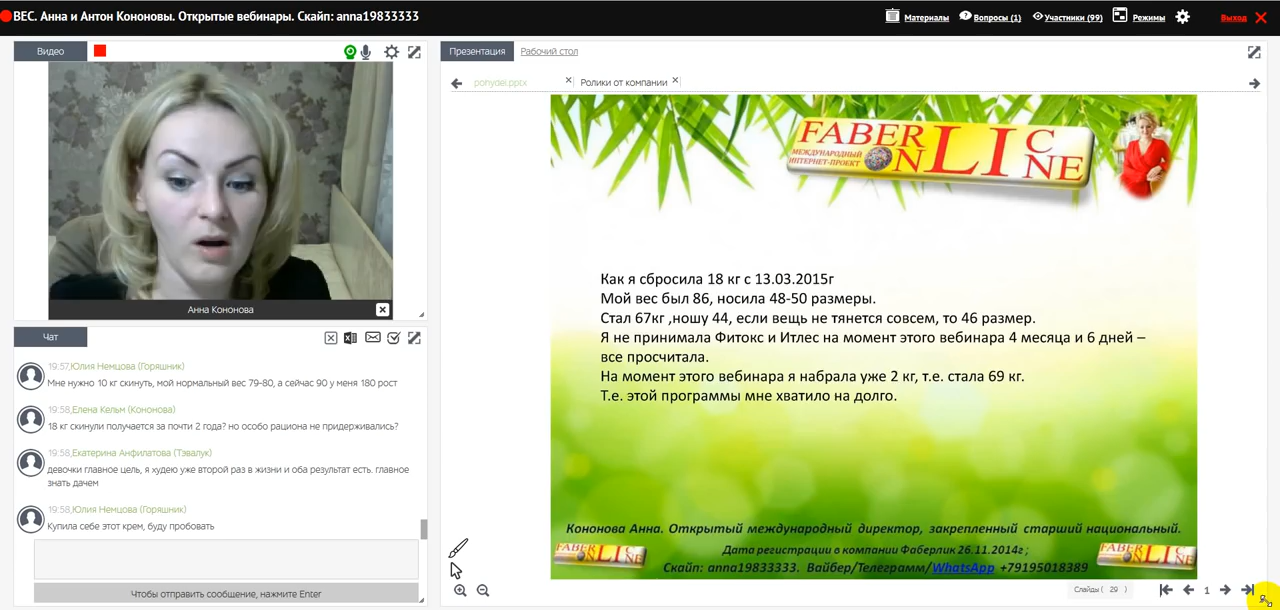 ВЕС. Анна и Антон Кононовы. Открытые вебинары. Скайп: anna19833333
Материалы
Вопросы (1)
Участники (99)
Режимы
Выход
Видео
Анна Кононова
Чат
19:57,Юлия Немцова (Горяшник)
Мне нужно 10 кг скинуть, мой нормальный вес 79-80, а сейчас 90 у меня 180 рост
19:58,Елена Кельм (Кононова)
18 кг скинули получается за почти 2 года? но особо рациона не придерживались?
19:58,Екатерина Анфилатова (Тэвалук)
девочки главное цель, я худею уже второй раз в жизни и оба результат есть. главное
знать дачем
19:58,Юлия Немцова (Горяшник)
Купила себе этот крем, буду пробовать
Чтобы отправить сообщение, нажмите Enter
Презентация
Рабочий стол
Ролики от компании
FABERLIC
МЕЖДУНАРОДНЫЙ
ИНТЕРНЕТ-ПРОЕКТ
ONLINE
Как я сбросила 18 кг с 13.03.2015г
Мой вес был 86, носила 48-50 размеры.
Стал 67кг ,ношу 44, если вещь не тянется совсем, то 46 размер.
Я не принимала Фитокс и Итлес на момент этого вебинара 4 месяца и 6 дней –
все просчитала.
На момент этого вебинара я набрала уже 2 кг, т.е. стала 69 кг.
Т.е. этой программы мне хватило на долго.
Кононова Анна. Открытый международный директор, закрепленный старший национальный.
Дата регистрации в компании Фаберлик 26.11.2014г;
Скайп: anna19833333. Вайбер/Телеграмм/WhatsApp +79195018389
FABERLIC
ONLINE
FABERLIC
ONLINE
Слайды ( 29 )
1